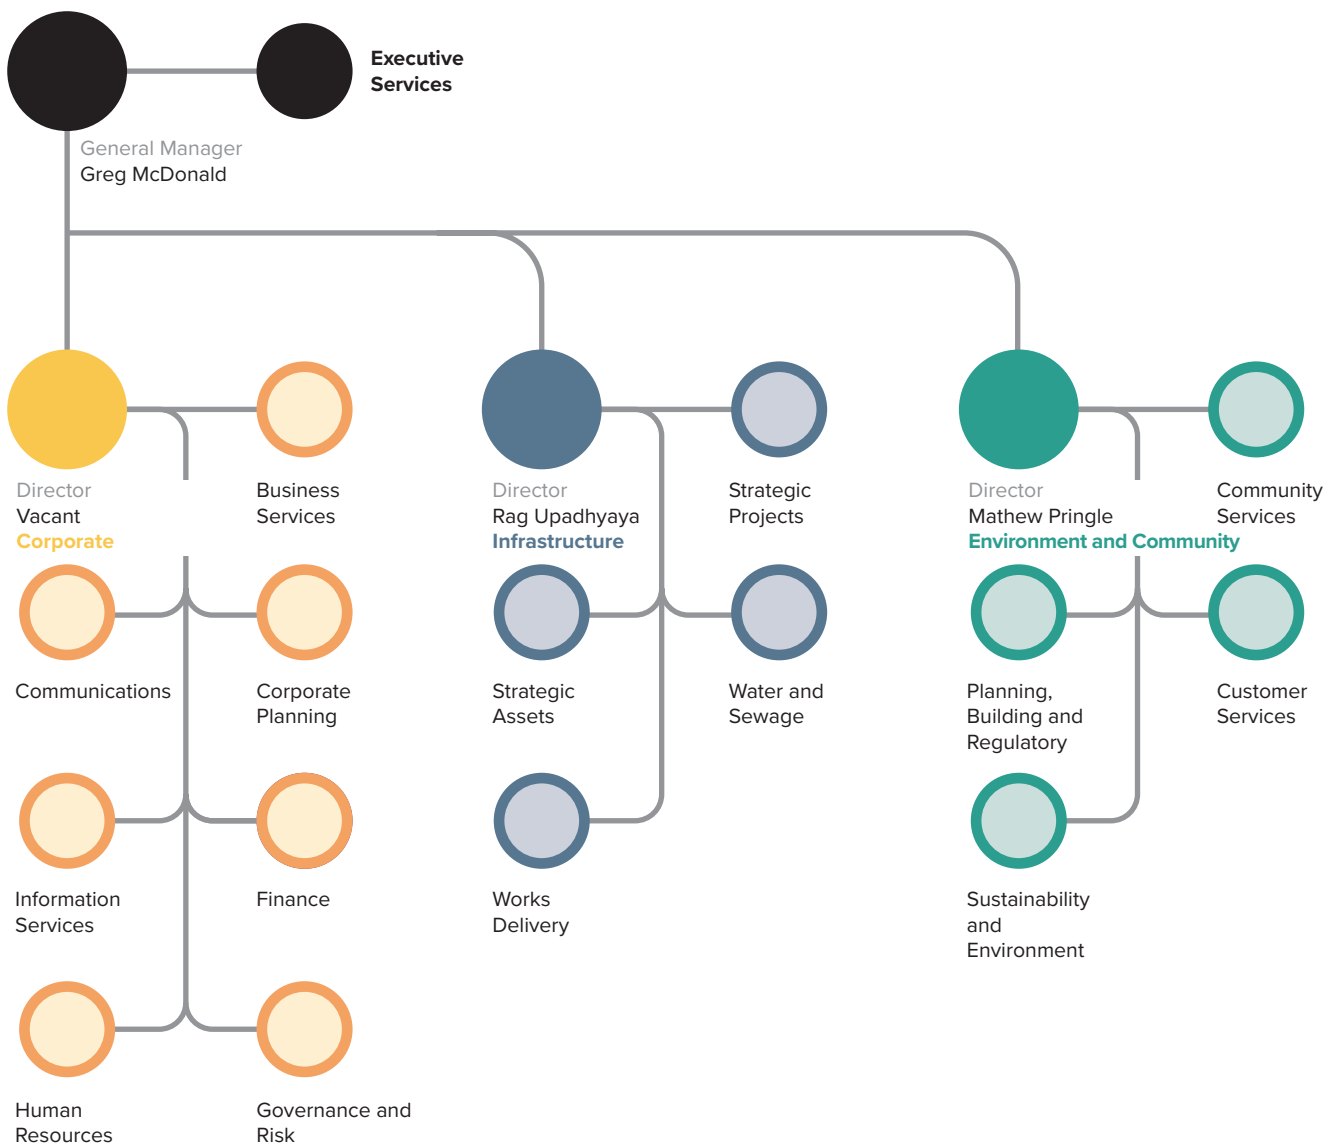 Executive
Services
General Manager
Greg McDonald
Director
Vacant
Corporate
Business
Services
Director
Rag Upadhyaya
Infrastructure
Strategic
Projects
Director
Mathew Pringle
Environment and Community
Community
Services
Communications
Corporate
Planning
Strategic
Assets
Water and
Sewage
Planning,
Building and
Regulatory
Customer
Services
Information
Services
Finance
Works
Delivery
Sustainability
and
Environment
Human
Resources
Governance and
Risk